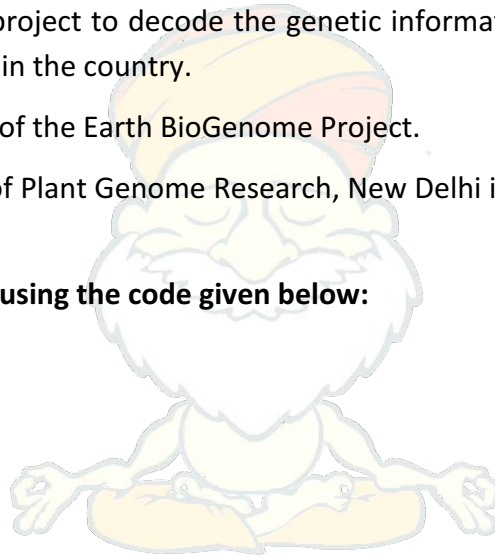 project to decode the genetic informat
in the country.
of the Earth BioGenome Project.
of Plant Genome Research, New Delhi i
using the code given below: